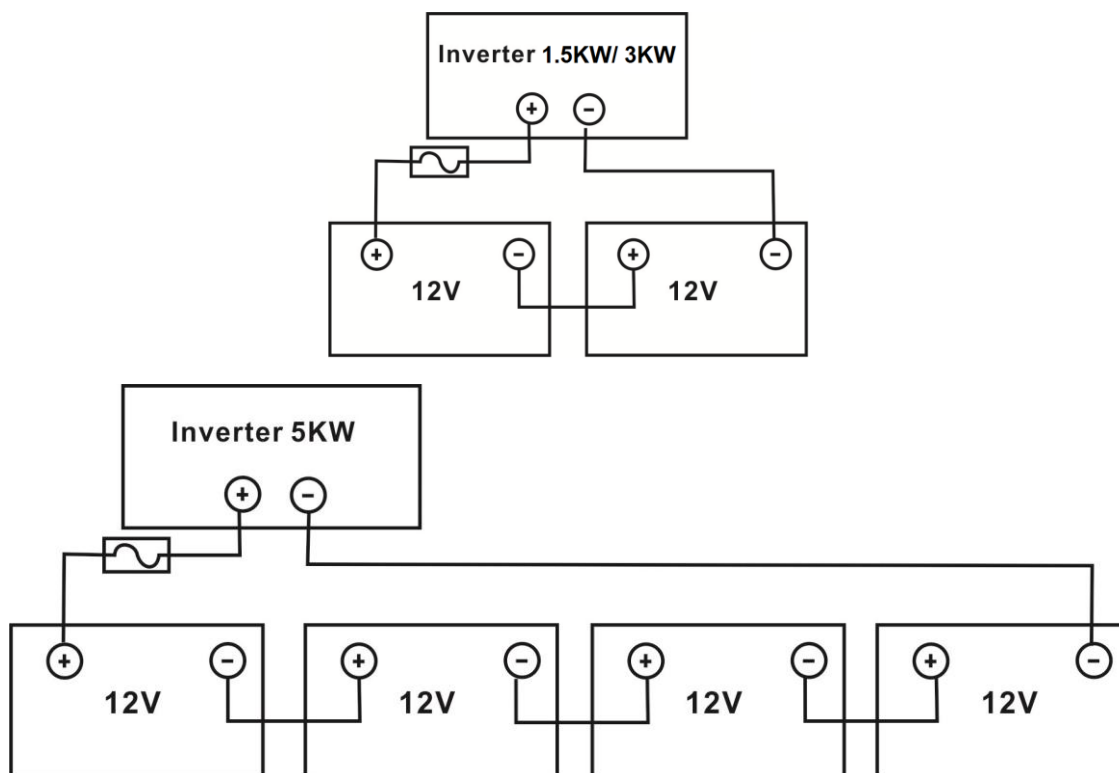 Inverter 1.5KW/ 3KW
+ -
+ - + -
12V 12V
Inverter 5KW
+ -
+ - + - + - + -
12V 12V 12V 12V